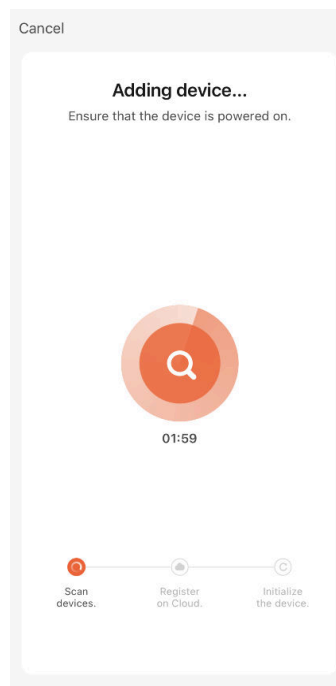 Cancel
Adding device...
Ensure that the device is powered on.
01:59
Scan
devices.
Register
on Cloud.
Initialize
the device.